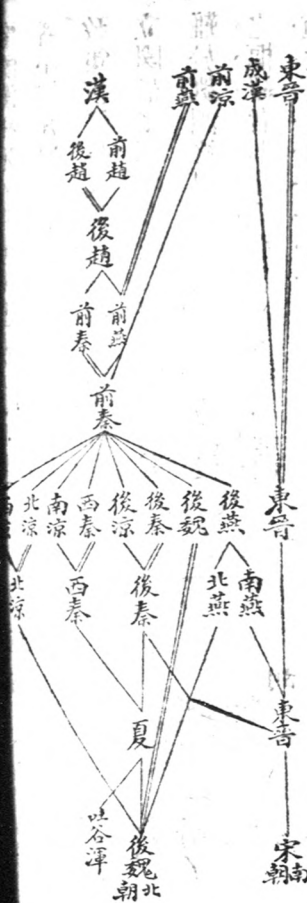 東晉
成漢
前涼
前燕
漢
前趙
後趙
後趙
前燕
前秦
前秦
東晉
後燕
後魏
後秦
後涼
西秦
南涼
北涼
南燕
北燕
後秦
西秦
北涼
東晉
夏
宋南朝
後魏北朝
吐谷渾